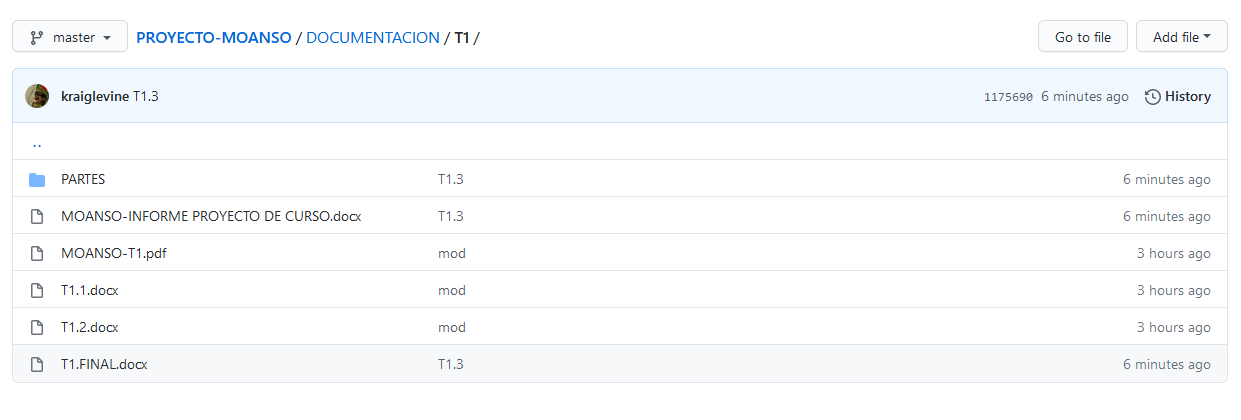 master PROYECTO-MOANSO / DOCUMENTACION / T1 / Go to file Add file
kraiglevine T1.3 1175690 6 minutes ago History
..
PARTES T1.3 6 minutes ago
MOANSO-INFORME PROYECTO DE CURSO.docx T1.3 6 minutes ago
MOANSO-T1.pdf mod 3 hours ago
T1.1.docx mod 3 hours ago
T1.2.docx mod 3 hours ago
T1.FINAL.docx T1.3 6 minutes ago